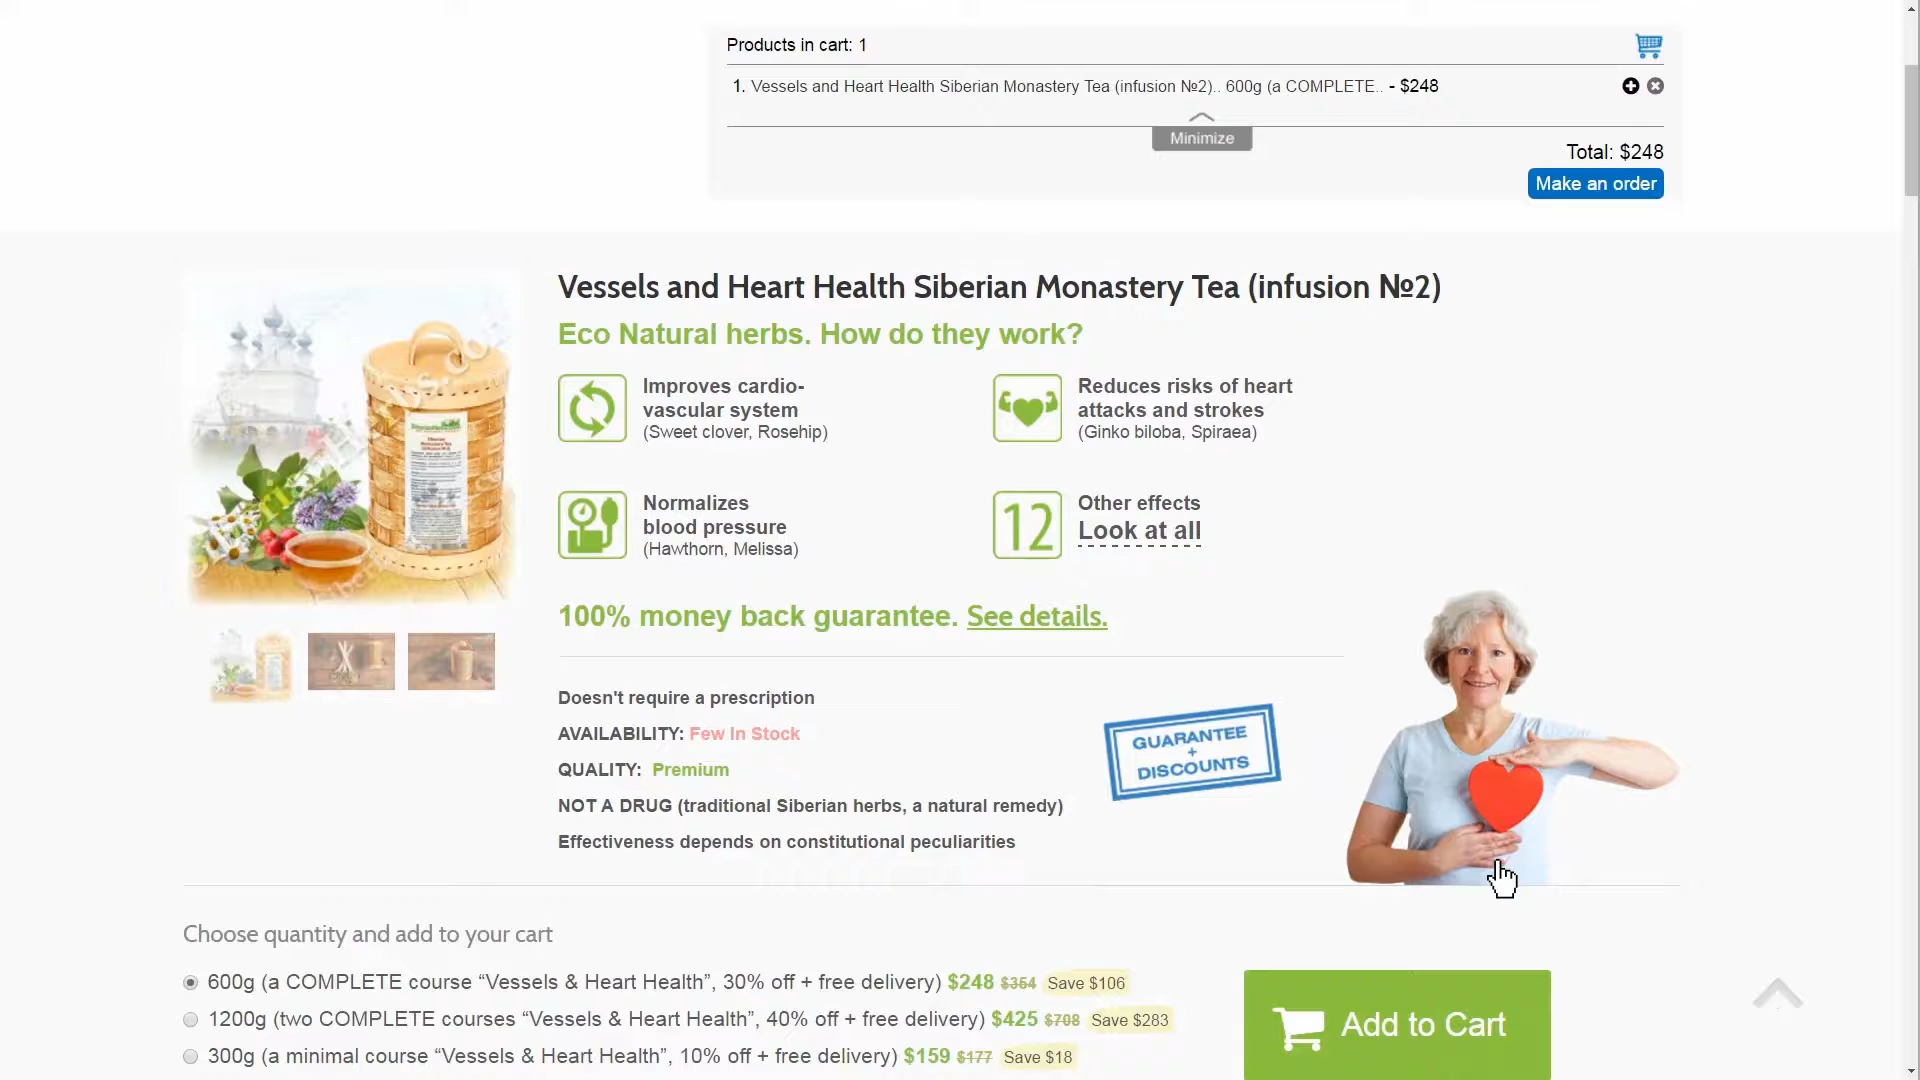 Products in cart: 1
1. Vessels and Heart Health Siberian Monastery Tea (infusion №2).. 600g (a COMPLETE.. - $248
Minimize
Total: $248
Make an order
Vessels and Heart Health Siberian Monastery Tea (infusion №2)
Eco Natural herbs. How do they work?
Improves cardio-
vascular system
(Sweet clover, Rosehip)
Reduces risks of heart
attacks and strokes
(Ginko biloba, Spiraea)
Normalizes
blood pressure
(Hawthorn, Melissa)
12
Other effects
Look at all
100% money back guarantee. See details.
Doesn't require a prescription
AVAILABILITY: Few In Stock
QUALITY: Premium
NOT A DRUG (traditional Siberian herbs, a natural remedy)
Effectiveness depends on constitutional peculiarities
GUARANTEE
+
DISCOUNTS
Choose quantity and add to your cart
600g (a COMPLETE course “Vessels & Heart Health”, 30% off + free delivery) $248 $354 Save $106
1200g (two COMPLETE courses “Vessels & Heart Health”, 40% off + free delivery) $425 $708 Save $283
300g (a minimal course “Vessels & Heart Health”, 10% off + free delivery) $159 $177 Save $18
Add to Cart